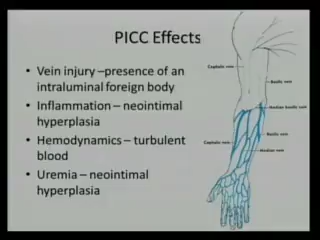 PICC Effects
• Vein injury –presence of an
intraluminal foreign body
• Inflammation – neointimal
hyperplasia
• Hemodynamics – turbulent
blood
• Uremia – neointimal
hyperplasia
Cephalic vein
Basilic vein
Median basilic vein
Basilic vein
Cephalic vein
Median vein